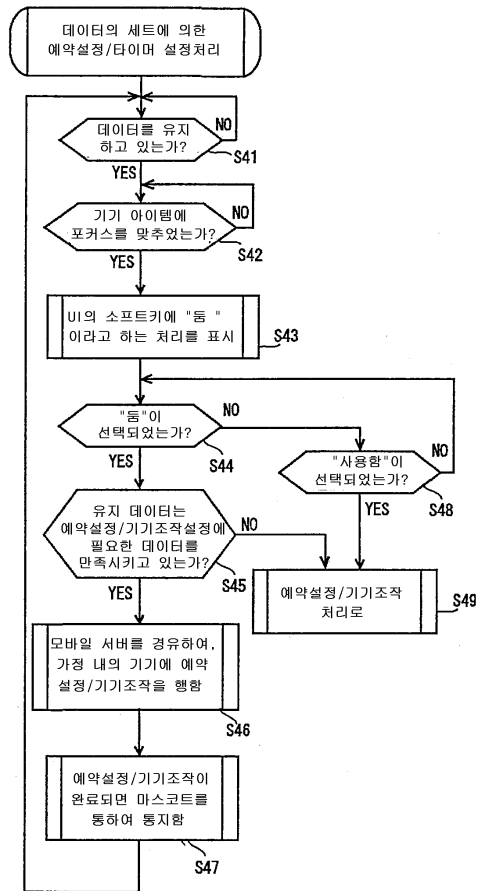 데이터의 세트에 의한
예약설정/타이머 설정처리
데이터를 유지
하고 있는가?
NO
S41
YES
기기 아이템에
포커스를 맞추었는가?
NO
S42
YES
UI의 소프트키에 "둠 "
이라고 하는 처리를 표시
S43
"둠"이
선택되었는가?
NO
S44
YES
"사용함"이
선택되었는가?
NO
S48
YES
유지 데이터는
예약설정/기기조작설정에
필요한 데이터를
만족시키고 있는가?
NO
S45
YES
예약설정/기기조작
처리로
S49
모바일 서버를 경유하여,
가정 내의 기기에 예약
설정/기기조작을 행함
S46
예약설정/기기조작이
완료되면 마스코트를
통하여 통지함
S47